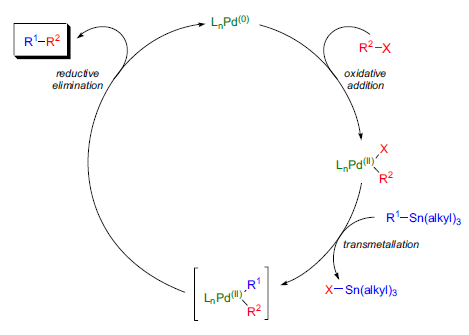 LnPd(0)
R1–R2
R2–X
reductive
elimination
oxidative
addition
X
LnPd(II)
R2
R1–Sn(alkyl)3
transmetallation
R1
LnPd(II)
R2
X–Sn(alkyl)3